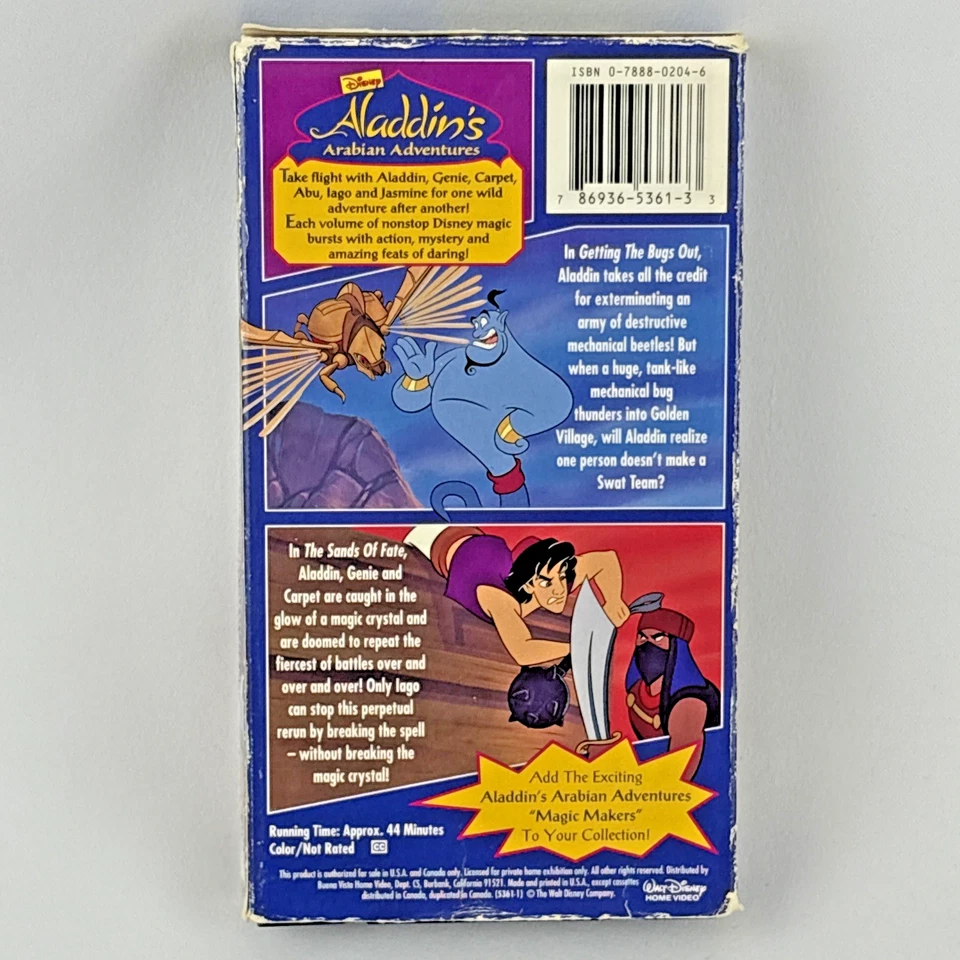 Disney
Aladdin's
Arabian Adventures
Take flight with Aladdin, Genie, Carpet,
Abu, Iago and Jasmine for one wild
adventure after another!
Each volume of nonstop Disney magic
bursts with action, mystery and
amazing feats of daring!
ISBN 0-7888-0204-6
7 86936-5361-3 3
In Getting The Bugs Out,
Aladdin takes all the credit
for exterminating an
army of destructive
mechanical beetles! But
when a huge, tank-like
mechanical bug
thunders into Golden
Village, will Aladdin realize
one person doesn't make a
Swat Team?
In The Sands Of Fate,
Aladdin, Genie and
Carpet are caught in the
glow of a magic crystal and
are doomed to repeat the
fiercest of battles over and
over and over! Only Iago
can stop this perpetual
rerun by breaking the spell
– without breaking the
magic crystal!
Add The Exciting
Aladdin's Arabian Adventures
"Magic Makers"
To Your Collection!
Running Time: Approx. 44 Minutes
Color/Not Rated CC
This product is authorized for sale in U.S.A. and Canada only. Licensed for private home exhibition only. All other rights reserved. Distributed by
Buena Vista Home Video, Dept. CS, Burbank, California 91521. Made and printed in U.S.A., except cassettes
distributed in Canada, duplicated in Canada. (5361-1) © The Walt Disney Company.
Walt Disney
HOME VIDEO